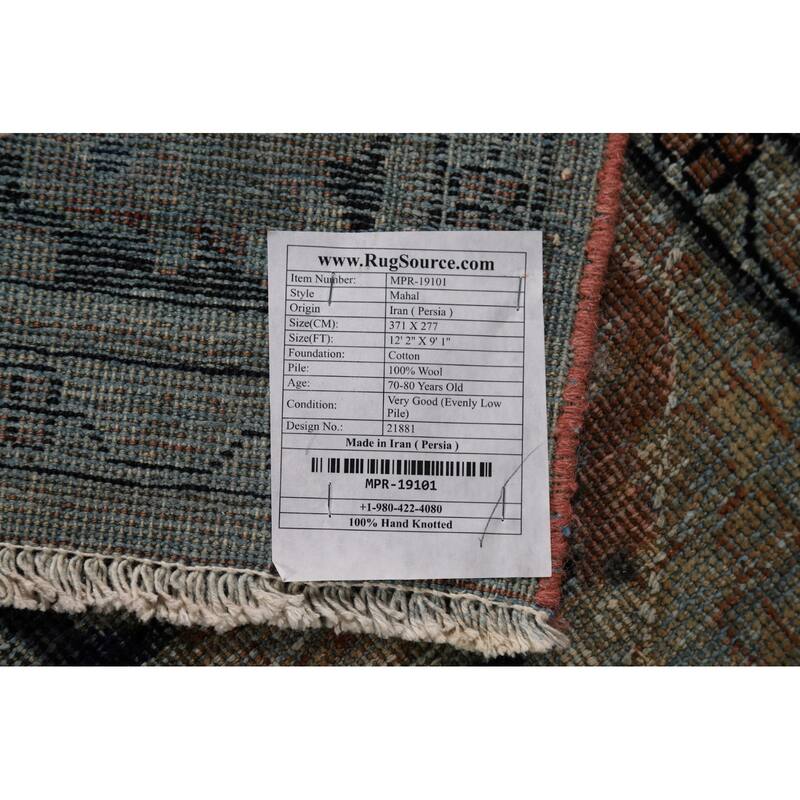 www.RugSource.com
Item Number: MPR-19101
Style Mahal
Origin Iran ( Persia )
Size(CM): 371 X 277
Size(FT): 12' 2" X 9' 1"
Foundation: Cotton
Pile: 100% Wool
Age: 70-80 Years Old
Condition: Very Good (Evenly Low
Pile)
Design No.: 21881
Made in Iran ( Persia )
MPR-19101
+1-980-422-4080
100% Hand Knotted